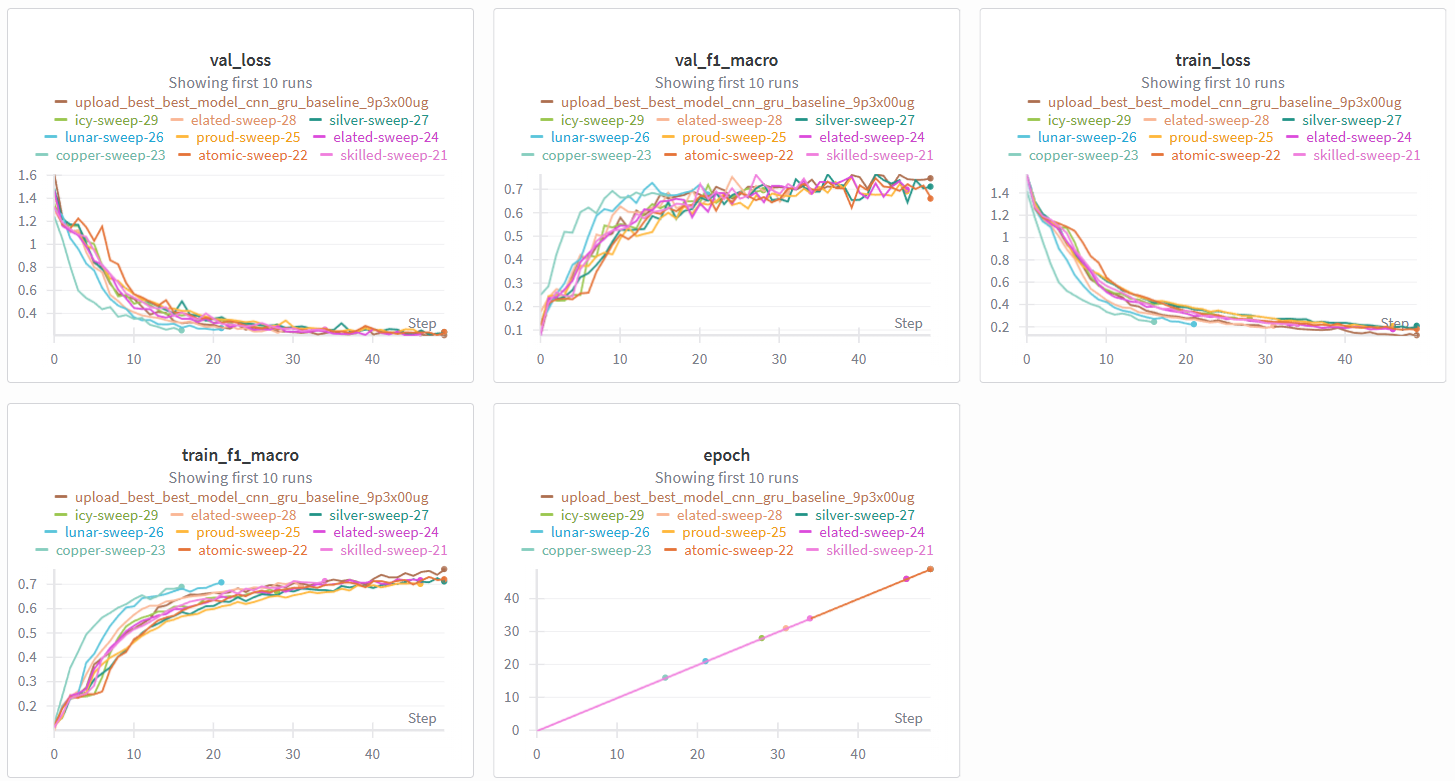 val_loss
Showing first 10 runs
upload_best_best_model_cnn_gru_baseline_9p3x00ug
icy-sweep-29 elated-sweep-28 silver-sweep-27
lunar-sweep-26 proud-sweep-25 elated-sweep-24
copper-sweep-23 atomic-sweep-22 skilled-sweep-21
1.6
1.4
1.2
1
0.8
0.6
0.4
Step
0 10 20 30 40
val_f1_macro
Showing first 10 runs
upload_best_best_model_cnn_gru_baseline_9p3x00ug
icy-sweep-29 elated-sweep-28 silver-sweep-27
lunar-sweep-26 proud-sweep-25 elated-sweep-24
copper-sweep-23 atomic-sweep-22 skilled-sweep-21
0.7
0.6
0.5
0.4
0.3
0.2
0.1
Step
0 10 20 30 40
train_loss
Showing first 10 runs
upload_best_best_model_cnn_gru_baseline_9p3x00ug
icy-sweep-29 elated-sweep-28 silver-sweep-27
lunar-sweep-26 proud-sweep-25 elated-sweep-24
copper-sweep-23 atomic-sweep-22 skilled-sweep-21
1.4
1.2
1
0.8
0.6
0.4
0.2
Step
0 10 20 30 40
train_f1_macro
Showing first 10 runs
upload_best_best_model_cnn_gru_baseline_9p3x00ug
icy-sweep-29 elated-sweep-28 silver-sweep-27
lunar-sweep-26 proud-sweep-25 elated-sweep-24
copper-sweep-23 atomic-sweep-22 skilled-sweep-21
0.7
0.6
0.5
0.4
0.3
0.2
Step
0 10 20 30 40
epoch
Showing first 10 runs
upload_best_best_model_cnn_gru_baseline_9p3x00ug
icy-sweep-29 elated-sweep-28 silver-sweep-27
lunar-sweep-26 proud-sweep-25 elated-sweep-24
copper-sweep-23 atomic-sweep-22 skilled-sweep-21
40
30
20
10
0
Step
0 10 20 30 40